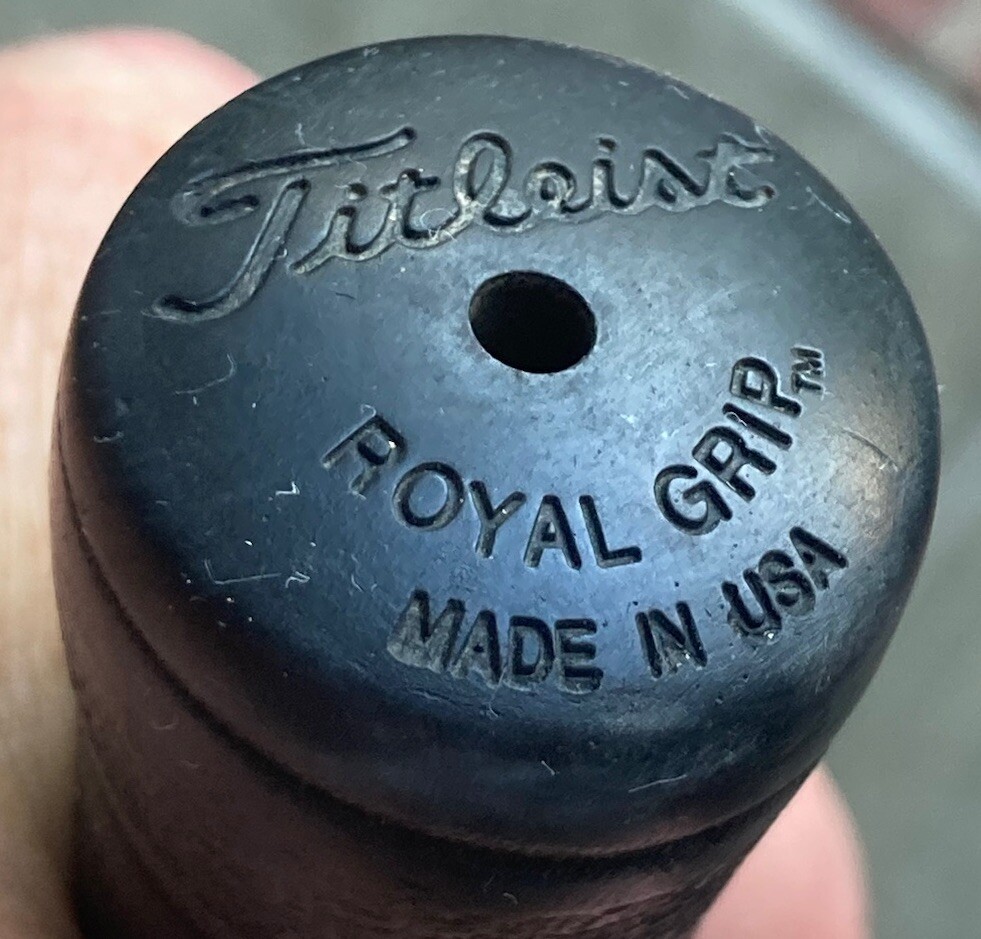 Titleist
ROYAL GRIP™
MADE IN USA